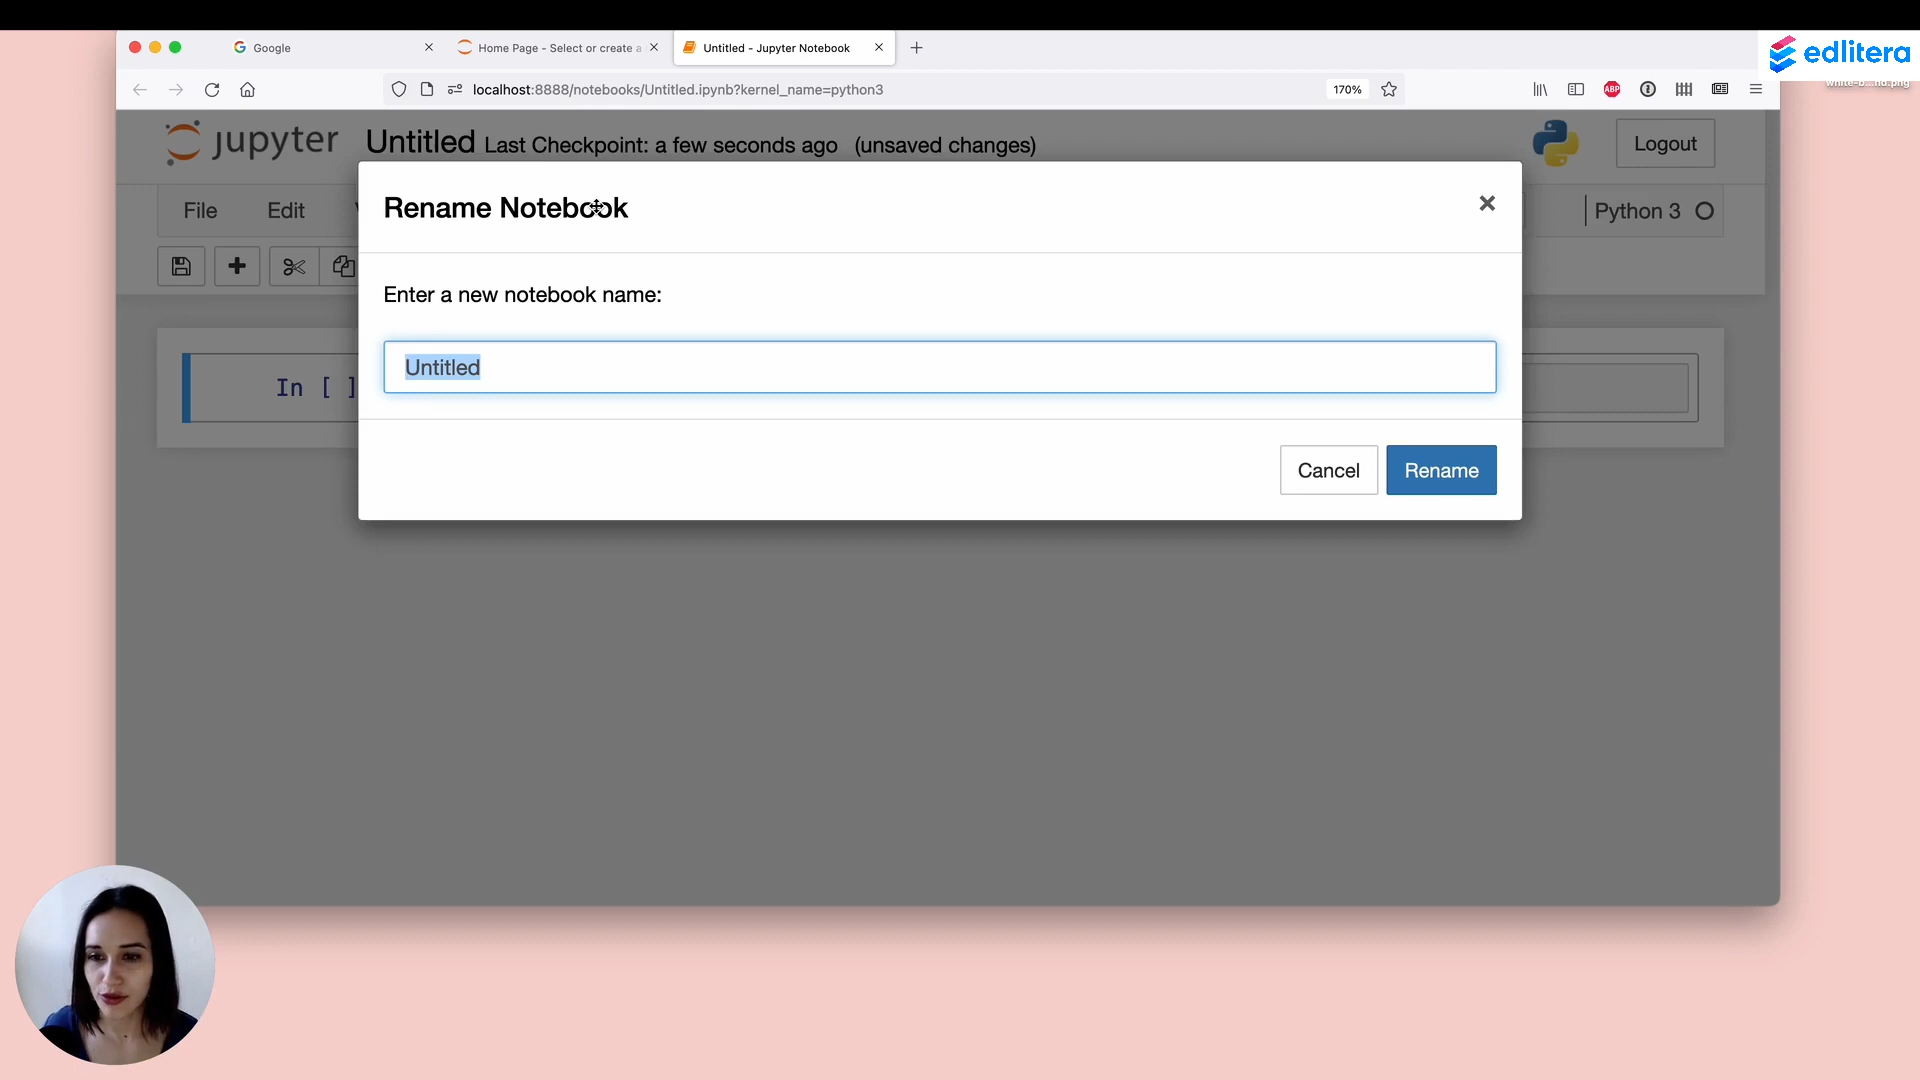 Google
Home Page - Select or create a
Untitled - Jupyter Notebook
edlitera
localhost:8888/notebooks/Untitled.ipynb?kernel_name=python3
170%
ABP
jupyter
Untitled Last Checkpoint: a few seconds ago (unsaved changes)
Logout
Rename Notebook
File
Edit
Python 3
Enter a new notebook name:
Untitled
In [ ]
Cancel
Rename